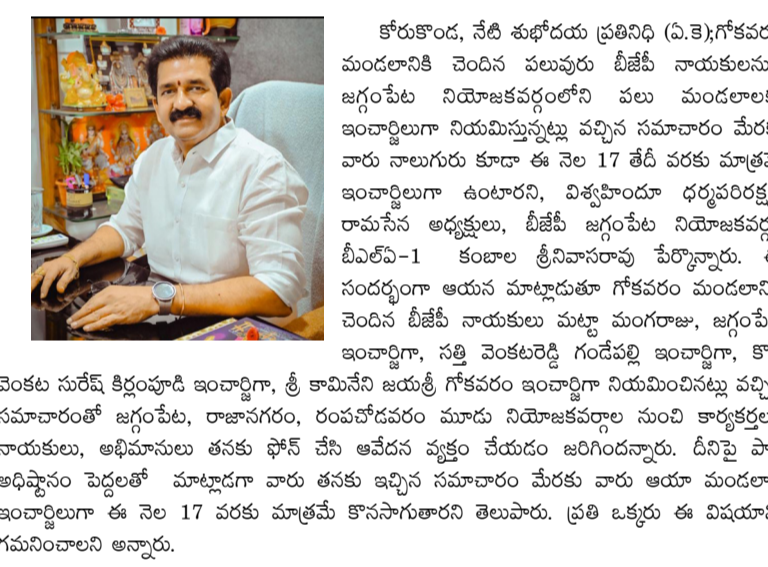 కోరుకొండ, నేటి శుభోదయ ప్రతినిధి (ఏ.కె);గోకవర
మండలానికి చెందిన పలువురు బీజేపీ నాయకులను
జగ్గంపేట నియోజకవర్గంలోని పలు మండలాలక
ఇంచార్జిలుగా నియమిస్తున్నట్లు వచ్చిన సమాచారం మేరక
వారు నాలుగురు కూడా ఈ నెల 17 తేదీ వరకు మాత్రమే
ఇంచార్జిలుగా ఉంటారని, విశ్వహిందూ ధర్మపరిరక్ష
రామసేన అధ్యక్షులు, బీజేపీ జగ్గంపేట నియోజకవర్గ
బీఎల్ఏ-1 కంబాల శ్రీనివాసరావు పేర్కొన్నారు. ఈ
సందర్భంగా ఆయన మాట్లాడుతూ గోకవరం మండలాని
చెందిన బీజేపీ నాయకులు మట్టా మంగరాజు, జగ్గంపే
ఇంచార్జిగా, సత్తి వెంకటరెడ్డి గండేపల్లి ఇంచార్జిగా, కొ
వెంకట సురేష్ కిర్లంపూడి ఇంచార్జిగా, శ్రీ కామినేని జయశ్రీ గోకవరం ఇంచార్జిగా నియమించినట్లు వచ్చి
సమాచారంతో జగ్గంపేట, రాజానగరం, రంపచోడవరం మూడు నియోజకవర్గాల నుంచి కార్యకర్తల
నాయకులు, అభిమానులు తనకు ఫోన్ చేసి ఆవేదన వ్యక్తం చేయడం జరిగిందన్నారు. దీనిపై పా
అధిష్టానం పెద్దలతో మాట్లాడగా వారు తనకు ఇచ్చిన సమాచారం మేరకు వారు ఆయా మండలా
ఇంచార్జిలుగా ఈ నెల 17 వరకు మాత్రమే కొనసాగుతారని తెలుపారు. ప్రతి ఒక్కరు ఈ విషయాని
గమనించాలని అన్నారు.